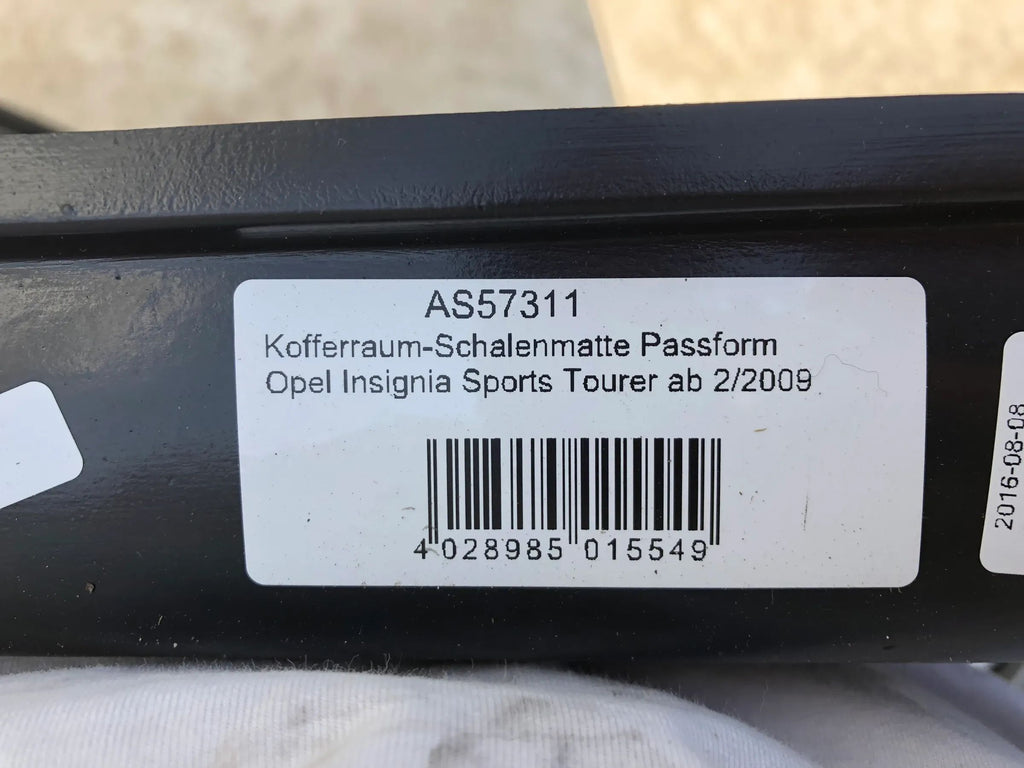 AS57311
Kofferraum-Schalenmatte Passform
Opel Insignia Sports Tourer ab 2/2009
4 028985 015549
2016-08-08